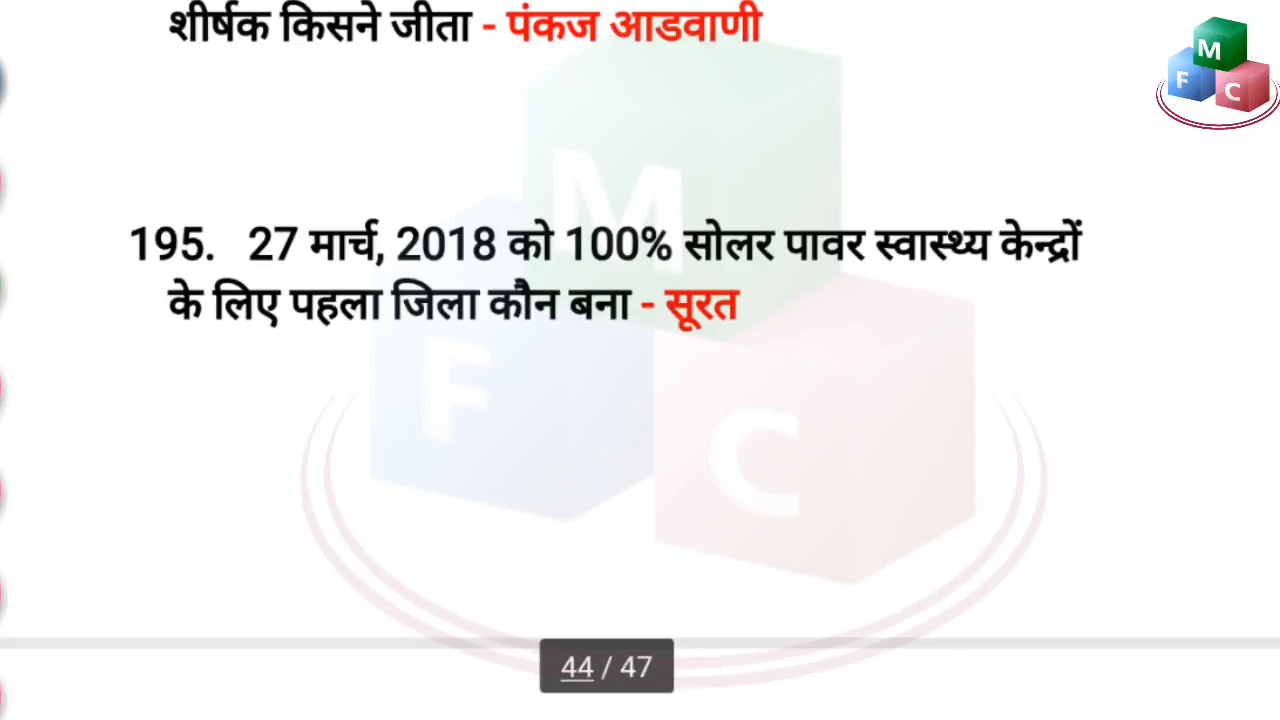 शीर्षक किसने जीता - पंकज आडवाणी
M
F C
195. 27 मार्च, 2018 को 100% सोलर पावर स्वास्थ्य केन्द्रों
के लिए पहला जिला कौन बना - सूरत
M
F C
44 / 47